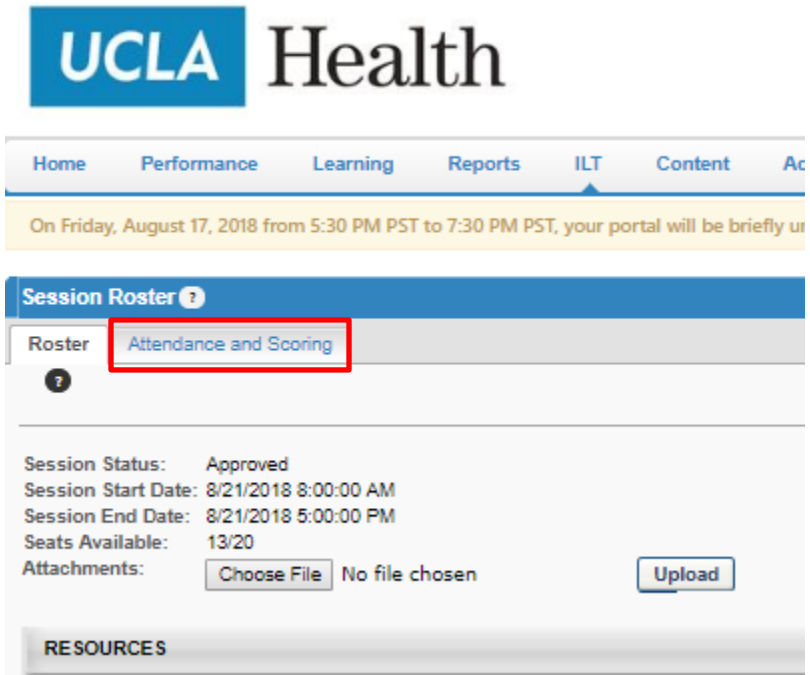 UCLA Health
Home Performance Learning Reports ILT Content
On Friday, August 17, 2018 from 5:30 PM PST to 7:30 PM PST, your portal will be briefly
Session Roster ?
Roster Attendance and Scoring
?
Session Status: Approved
Session Start Date: 8/21/2018 8:00:00 AM
Session End Date: 8/21/2018 5:00:00 PM
Seats Available: 13/20
Attachments: Choose File No file chosen Upload
RESOURCES